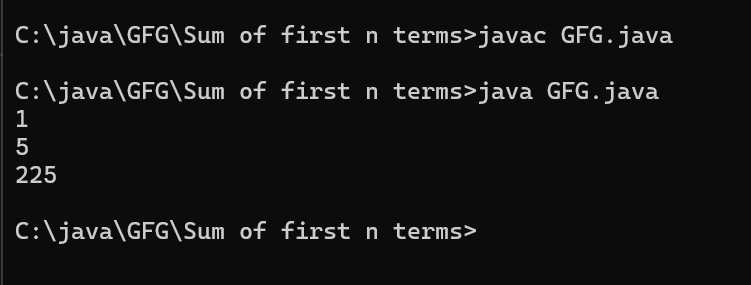 C:\java\GFG\Sum of first n terms>javac GFG.java
C:\java\GFG\Sum of first n terms>java GFG.java
1
5
225
C:\java\GFG\Sum of first n terms>